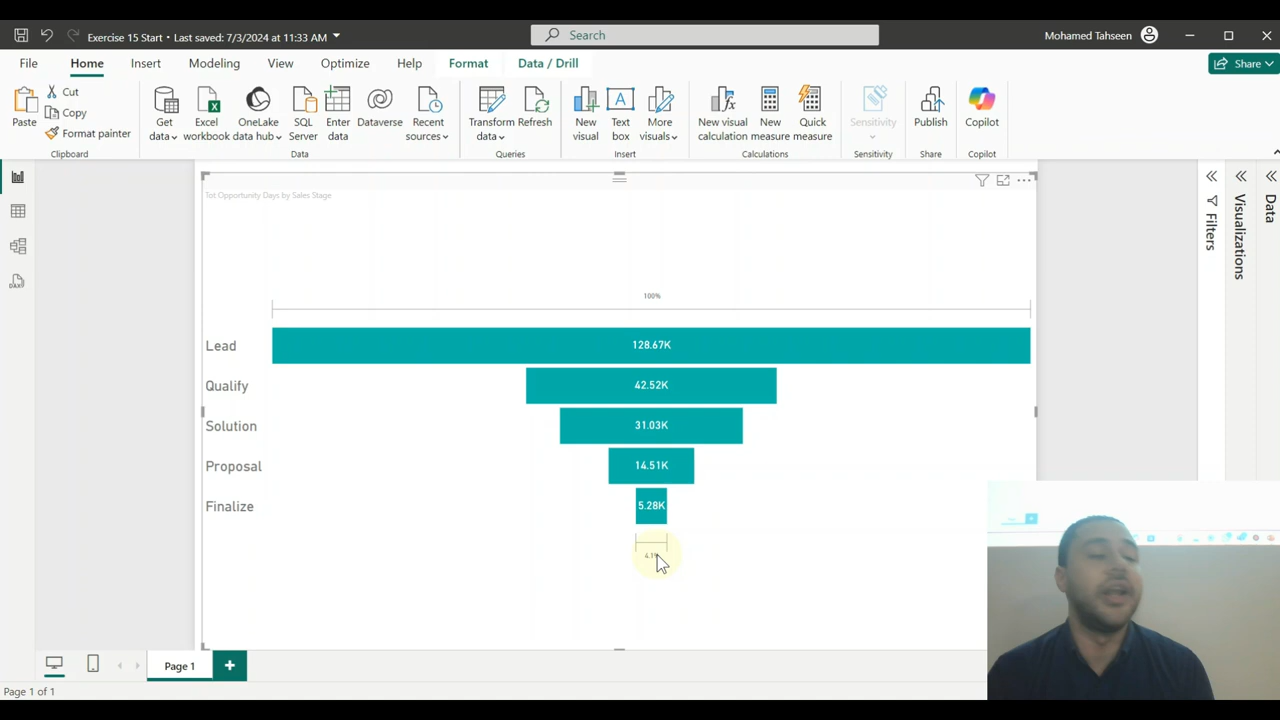 Exercise 15 Start • Last saved: 7/3/2024 at 11:33 AM
Search
Mohamed Tahseen
File
Home
Insert
Modeling
View
Optimize
Help
Format
Data / Drill
Share
Paste
Cut
Copy
Format painter
Clipboard
Get
data
Excel
workbook
OneLake
data hub
SQL
Server
Enter
data
Dataverse
Recent
sources
Data
Transform
data
Refresh
Queries
New
visual
Text
box
More
visuals
Insert
New visual
calculation
New
measure
Quick
measure
Calculations
Sensitivity
Sensitivity
Publish
Share
Copilot
Copilot
Tot Opportunity Days by Sales Stage
100%
Lead
128.67K
Qualify
42.52K
Solution
31.03K
Proposal
14.51K
Finalize
5.28K
Filters
Visualizations
Data
Page 1
Page 1 of 1